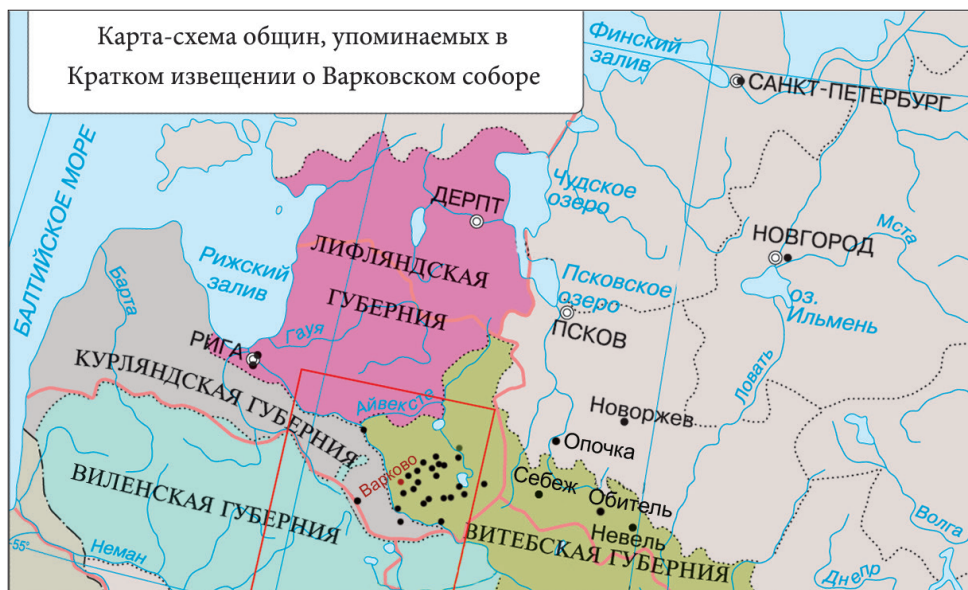 Карта-схема общин, упоминаемых в
Кратком извещении о Варковском соборе
Финский
залив
САНКТ-ПЕТЕРБУРГ
БАЛТИЙСКОЕ МОРЕ
Чудское
озеро
ДЕРПТ
Мста
НОВГОРОД
ЛИФЛЯНДСКАЯ
ГУБЕРНИЯ
Рижский
залив
Барта
Псковское
озеро
оз.
Ильмень
ПСКОВ
Гауя
РИГА
КУРЛЯНДСКАЯ ГУБЕРНИЯ
Айвексте
Ловать
Новоржев
Опочка
Варково
Себеж
Обитель
Невель
ВИЛЕНСКАЯ ГУБЕРНИЯ
ВИТЕБСКАЯ ГУБЕРНИЯ
Волга
55°
Неман
Днепр